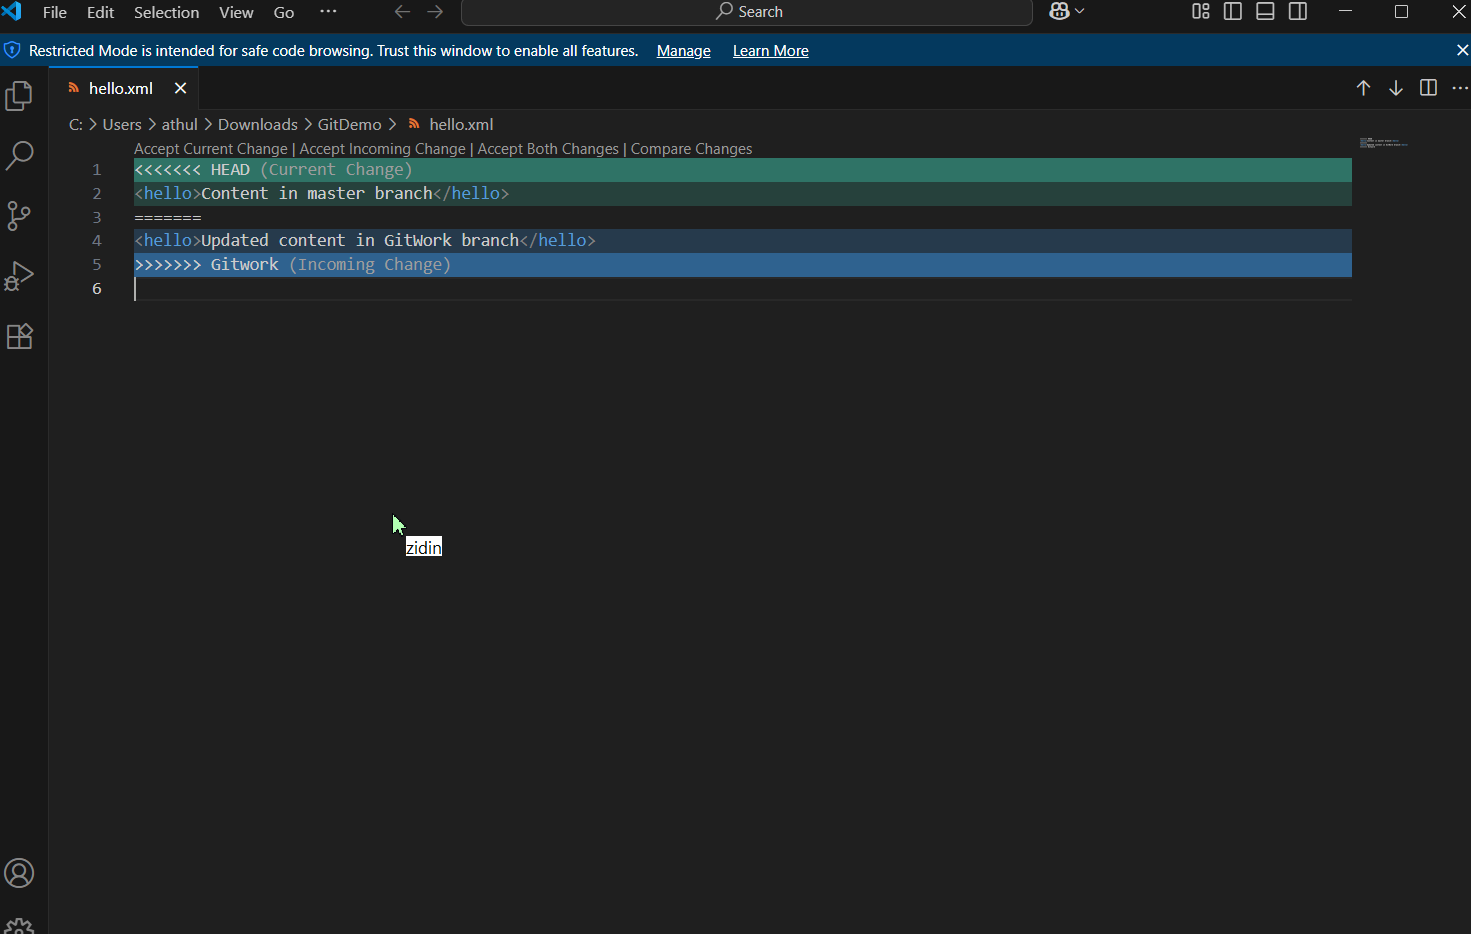 File Edit Selection View Go ··· Search
Restricted Mode is intended for safe code browsing. Trust this window to enable all features. Manage Learn More
hello.xml
C: > Users > athul > Downloads > GitDemo > hello.xml
Accept Current Change | Accept Incoming Change | Accept Both Changes | Compare Changes
1 <<<<<<< HEAD (Current Change)
2 <hello>Content in master branch</hello>
3 =======
4 <hello>Updated content in GitWork branch</hello>
5 >>>>>>> Gitwork (Incoming Change)
6
zidin